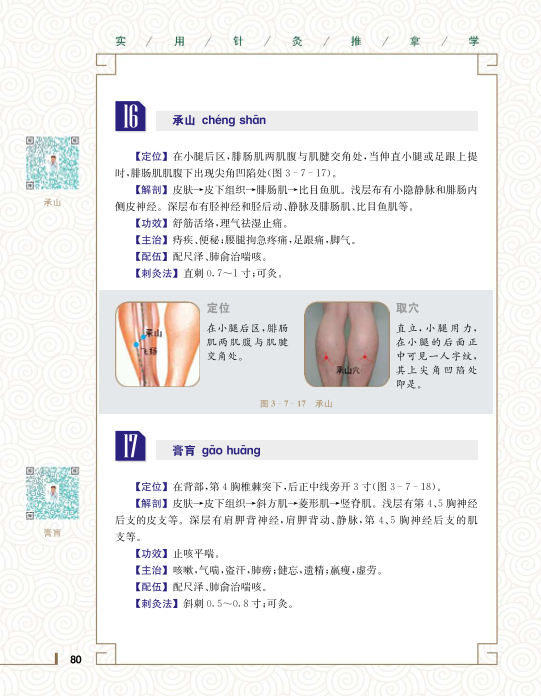 实 / 用 / 针 / 灸 / 推 / 拿 / 学
16 承山 chéng shān
【定位】在小腿后区,腓肠肌两肌腹与肌腱交角处,当伸直小腿或足跟上提
时,腓肠肌肌腹下出现尖角凹陷处(图 3-7-17)。
【解剖】皮肤→皮下组织→腓肠肌→比目鱼肌。浅层布有小隐静脉和腓肠内
侧皮神经。深层布有胫神经和胫后动、静脉及腓肠肌、比目鱼肌等。
【功效】舒筋活络,理气祛湿止痛。
【主治】痔疾、便秘;腰腿拘急疼痛,足跟痛,脚气。
【配伍】配尺泽、肺俞治喘咳。
【刺灸法】直刺 0.7～1 寸;可灸。
承山
承山
飞扬
定位
在小腿后区,腓肠
肌两肌腹与肌腱
交角处。
承山穴
取穴
直立,小腿用力,
在小腿的后面正
中可见一人字纹,
其上尖角凹陷处
即是。
图 3-7-17 承山
17 膏肓 gāo huāng
【定位】在背部,第 4 胸椎棘突下,后正中线旁开 3 寸(图 3-7-18)。
【解剖】皮肤→皮下组织→斜方肌→菱形肌→竖脊肌。浅层有第 4、5 胸神经
后支的皮支等。深层有肩胛背神经,肩胛背动、静脉,第 4、5 胸神经后支的肌
支等。
【功效】止咳平喘。
【主治】咳嗽,气喘,盗汗,肺痨;健忘,遗精;羸瘦,虚劳。
【配伍】配尺泽、肺俞治喘咳。
【刺灸法】斜刺 0.5～0.8 寸;可灸。
膏肓
80